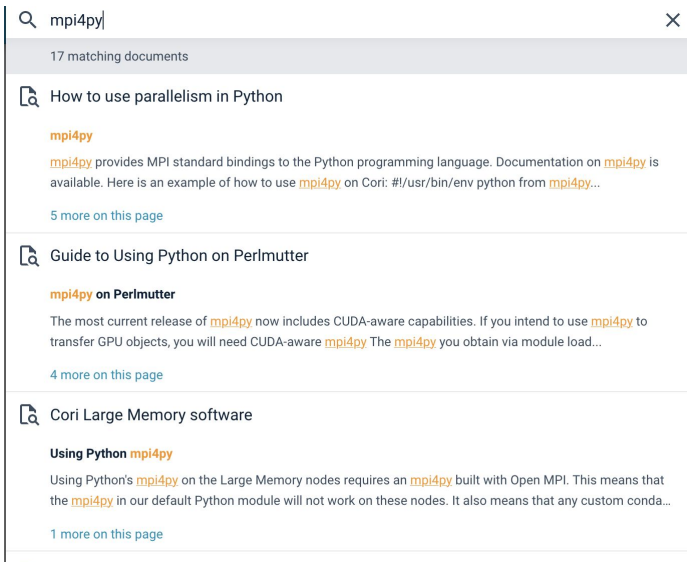 mpi4py
17 matching documents
How to use parallelism in Python
mpi4py
mpi4py provides MPI standard bindings to the Python programming language. Documentation on mpi4py is
available. Here is an example of how to use mpi4py on Cori: #!/usr/bin/env python from mpi4py...
5 more on this page
Guide to Using Python on Perlmutter
mpi4py on Perlmutter
The most current release of mpi4py now includes CUDA-aware capabilities. If you intend to use mpi4py to
transfer GPU objects, you will need CUDA-aware mpi4py The mpi4py you obtain via module load...
4 more on this page
Cori Large Memory software
Using Python mpi4py
Using Python's mpi4py on the Large Memory nodes requires an mpi4py built with Open MPI. This means that
the mpi4py in our default Python module will not work on these nodes. It also means that any custom conda...
1 more on this page